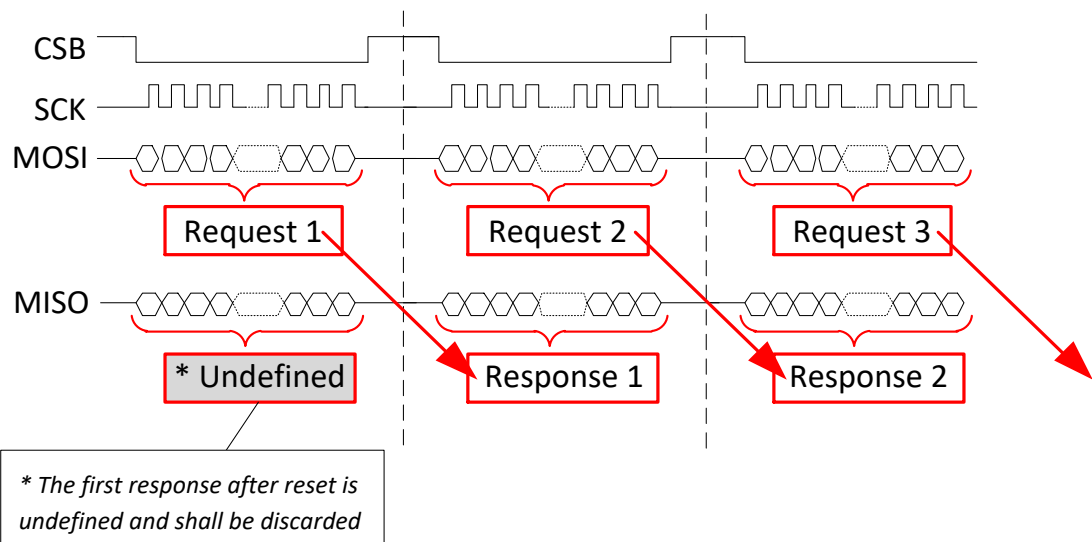 CSB
SCK
MOSI
Request 1
Request 2
Request 3
MISO
* Undefined
Response 1
Response 2
* The first response after reset is
undefined and shall be discarded